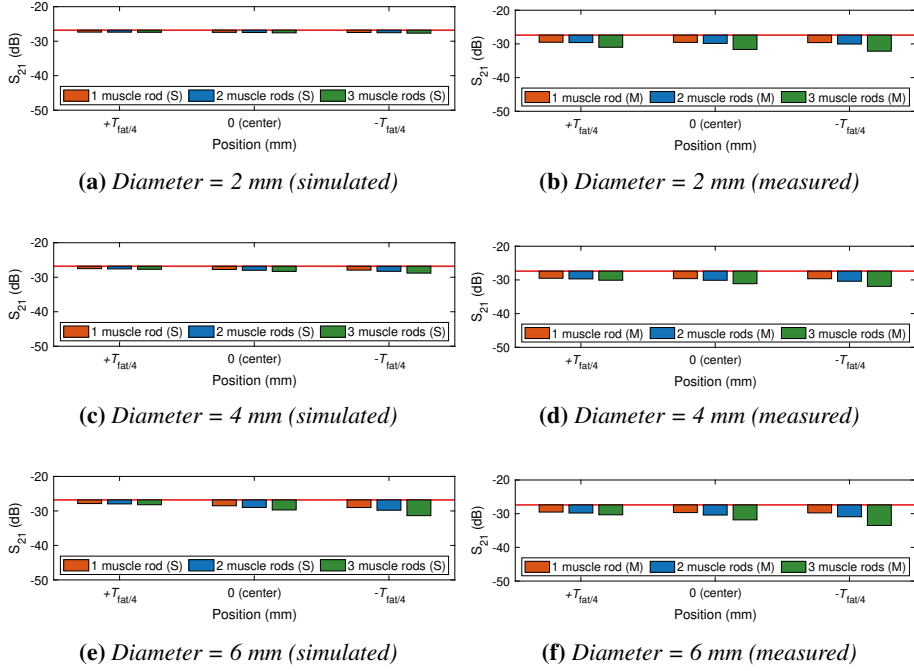 -20
-30
-40
-50
S21 (dB)
1 muscle rod (S) 2 muscle rods (S) 3 muscle rods (S)
+Tfat/4 0 (center) -Tfat/4
Position (mm)
(a) Diameter = 2 mm (simulated)
-20
-30
-40
-50
S21 (dB)
1 muscle rod (M) 2 muscle rods (M) 3 muscle rods (M)
+Tfat/4 0 (center) -Tfat/4
Position (mm)
(b) Diameter = 2 mm (measured)
-20
-30
-40
-50
S21 (dB)
1 muscle rod (S) 2 muscle rods (S) 3 muscle rods (S)
+Tfat/4 0 (center) -Tfat/4
Position (mm)
(c) Diameter = 4 mm (simulated)
-20
-30
-40
-50
S21 (dB)
1 muscle rod (M) 2 muscle rods (M) 3 muscle rods (M)
+Tfat/4 0 (center) -Tfat/4
Position (mm)
(d) Diameter = 4 mm (measured)
-20
-30
-40
-50
S21 (dB)
1 muscle rod (S) 2 muscle rods (S) 3 muscle rods (S)
+Tfat/4 0 (center) -Tfat/4
Position (mm)
(e) Diameter = 6 mm (simulated)
-20
-30
-40
-50
S21 (dB)
1 muscle rod (M) 2 muscle rods (M) 3 muscle rods (M)
+Tfat/4 0 (center) -Tfat/4
Position (mm)
(f) Diameter = 6 mm (measured)